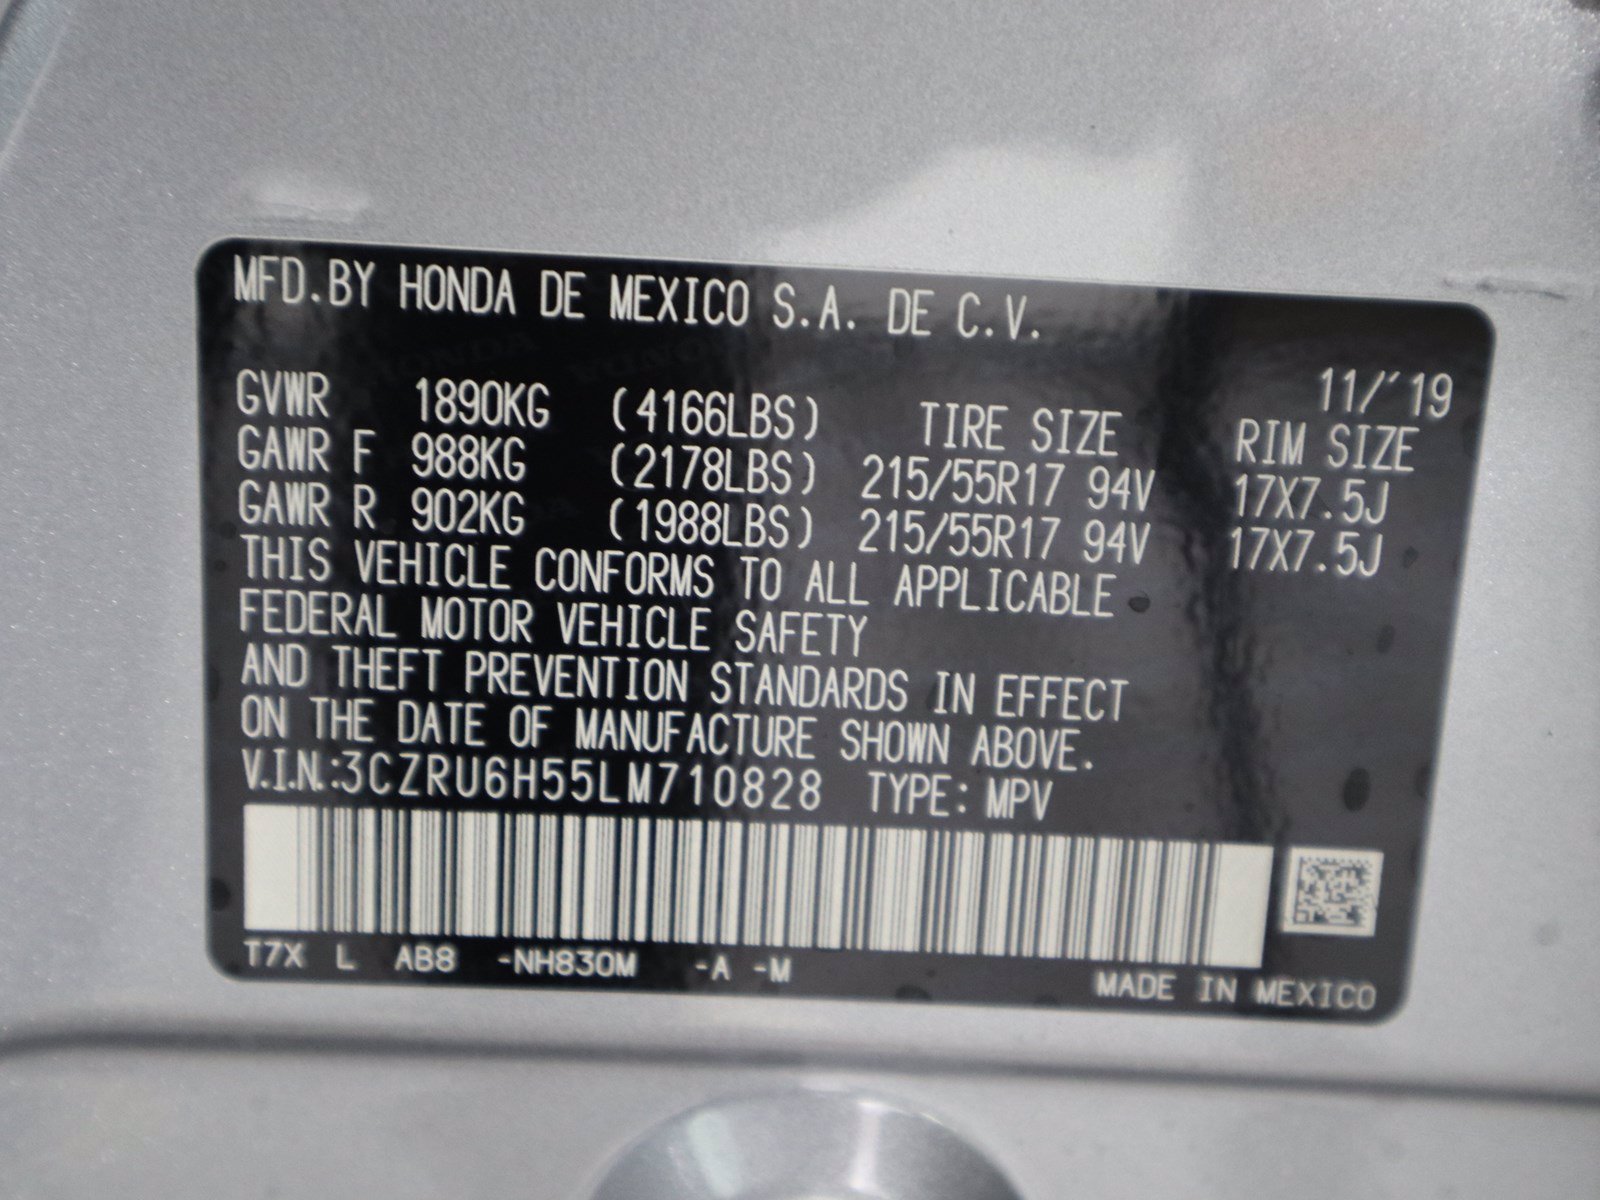 MFD.BY HONDA DE MEXICO S.A. DE C.V.
11/'19
GVWR 1890KG (4166LBS) TIRE SIZE RIM SIZE
GAWR F 988KG (2178LBS) 215/55R17 94V 17X7.5J
GAWR R 902KG (1988LBS) 215/55R17 94V 17X7.5J
THIS VEHICLE CONFORMS TO ALL APPLICABLE
FEDERAL MOTOR VEHICLE SAFETY
AND THEFT PREVENTION STANDARDS IN EFFECT
ON THE DATE OF MANUFACTURE SHOWN ABOVE.
V.I.N.:3CZRU6H55LM710828 TYPE: MPV
T7X L AB8 -NH830M -A -M
MADE IN MEXICO